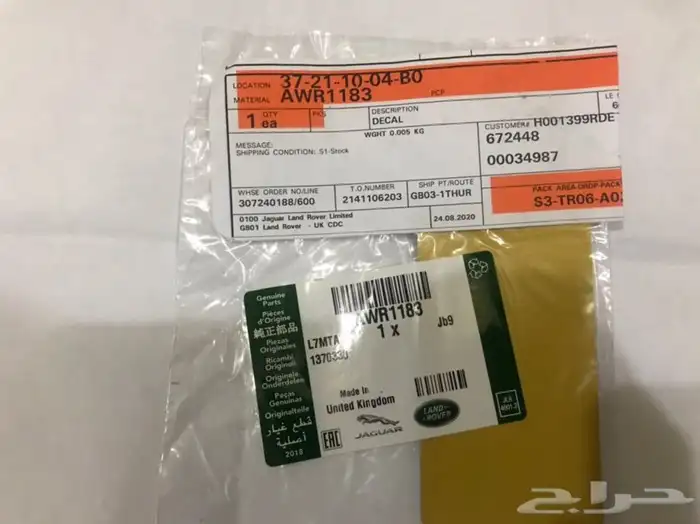 LOCATION 37-21-10-04-B0
MATERIAL AWR1183 PCP
1 QTY ea PCS
DESCRIPTION
DECAL
WGHT 0.005 KG
MESSAGE:
SHIPPING CONDITION: S1-Stock
CUSTOMER# H001399RDE
672448
00034987
WHSE ORDER NO/LINE
307240188/600
T.O.NUMBER
2141106203
SHIP PT/ROUTE
GB03-1THUR
PACK AREA-DROP-PACK
S3-TR06-A0
0100 Jaguar Land Rover Limited
G801 Land Rover - UK CDC
24.08.2020
Genuine
Parts
Pièces
d'Origine
純正部品
Piezas
Originales
Ricambi
Originali
Originele
Onderdelen
Peças
Genuínas
Originalteile
قطع غيار
أصلية
2018
AWR1183
1 x
Jb9
L7MTA
137033
Made in
United Kingdom
EAC
JAGUAR
LAND-
-ROVER
حراج